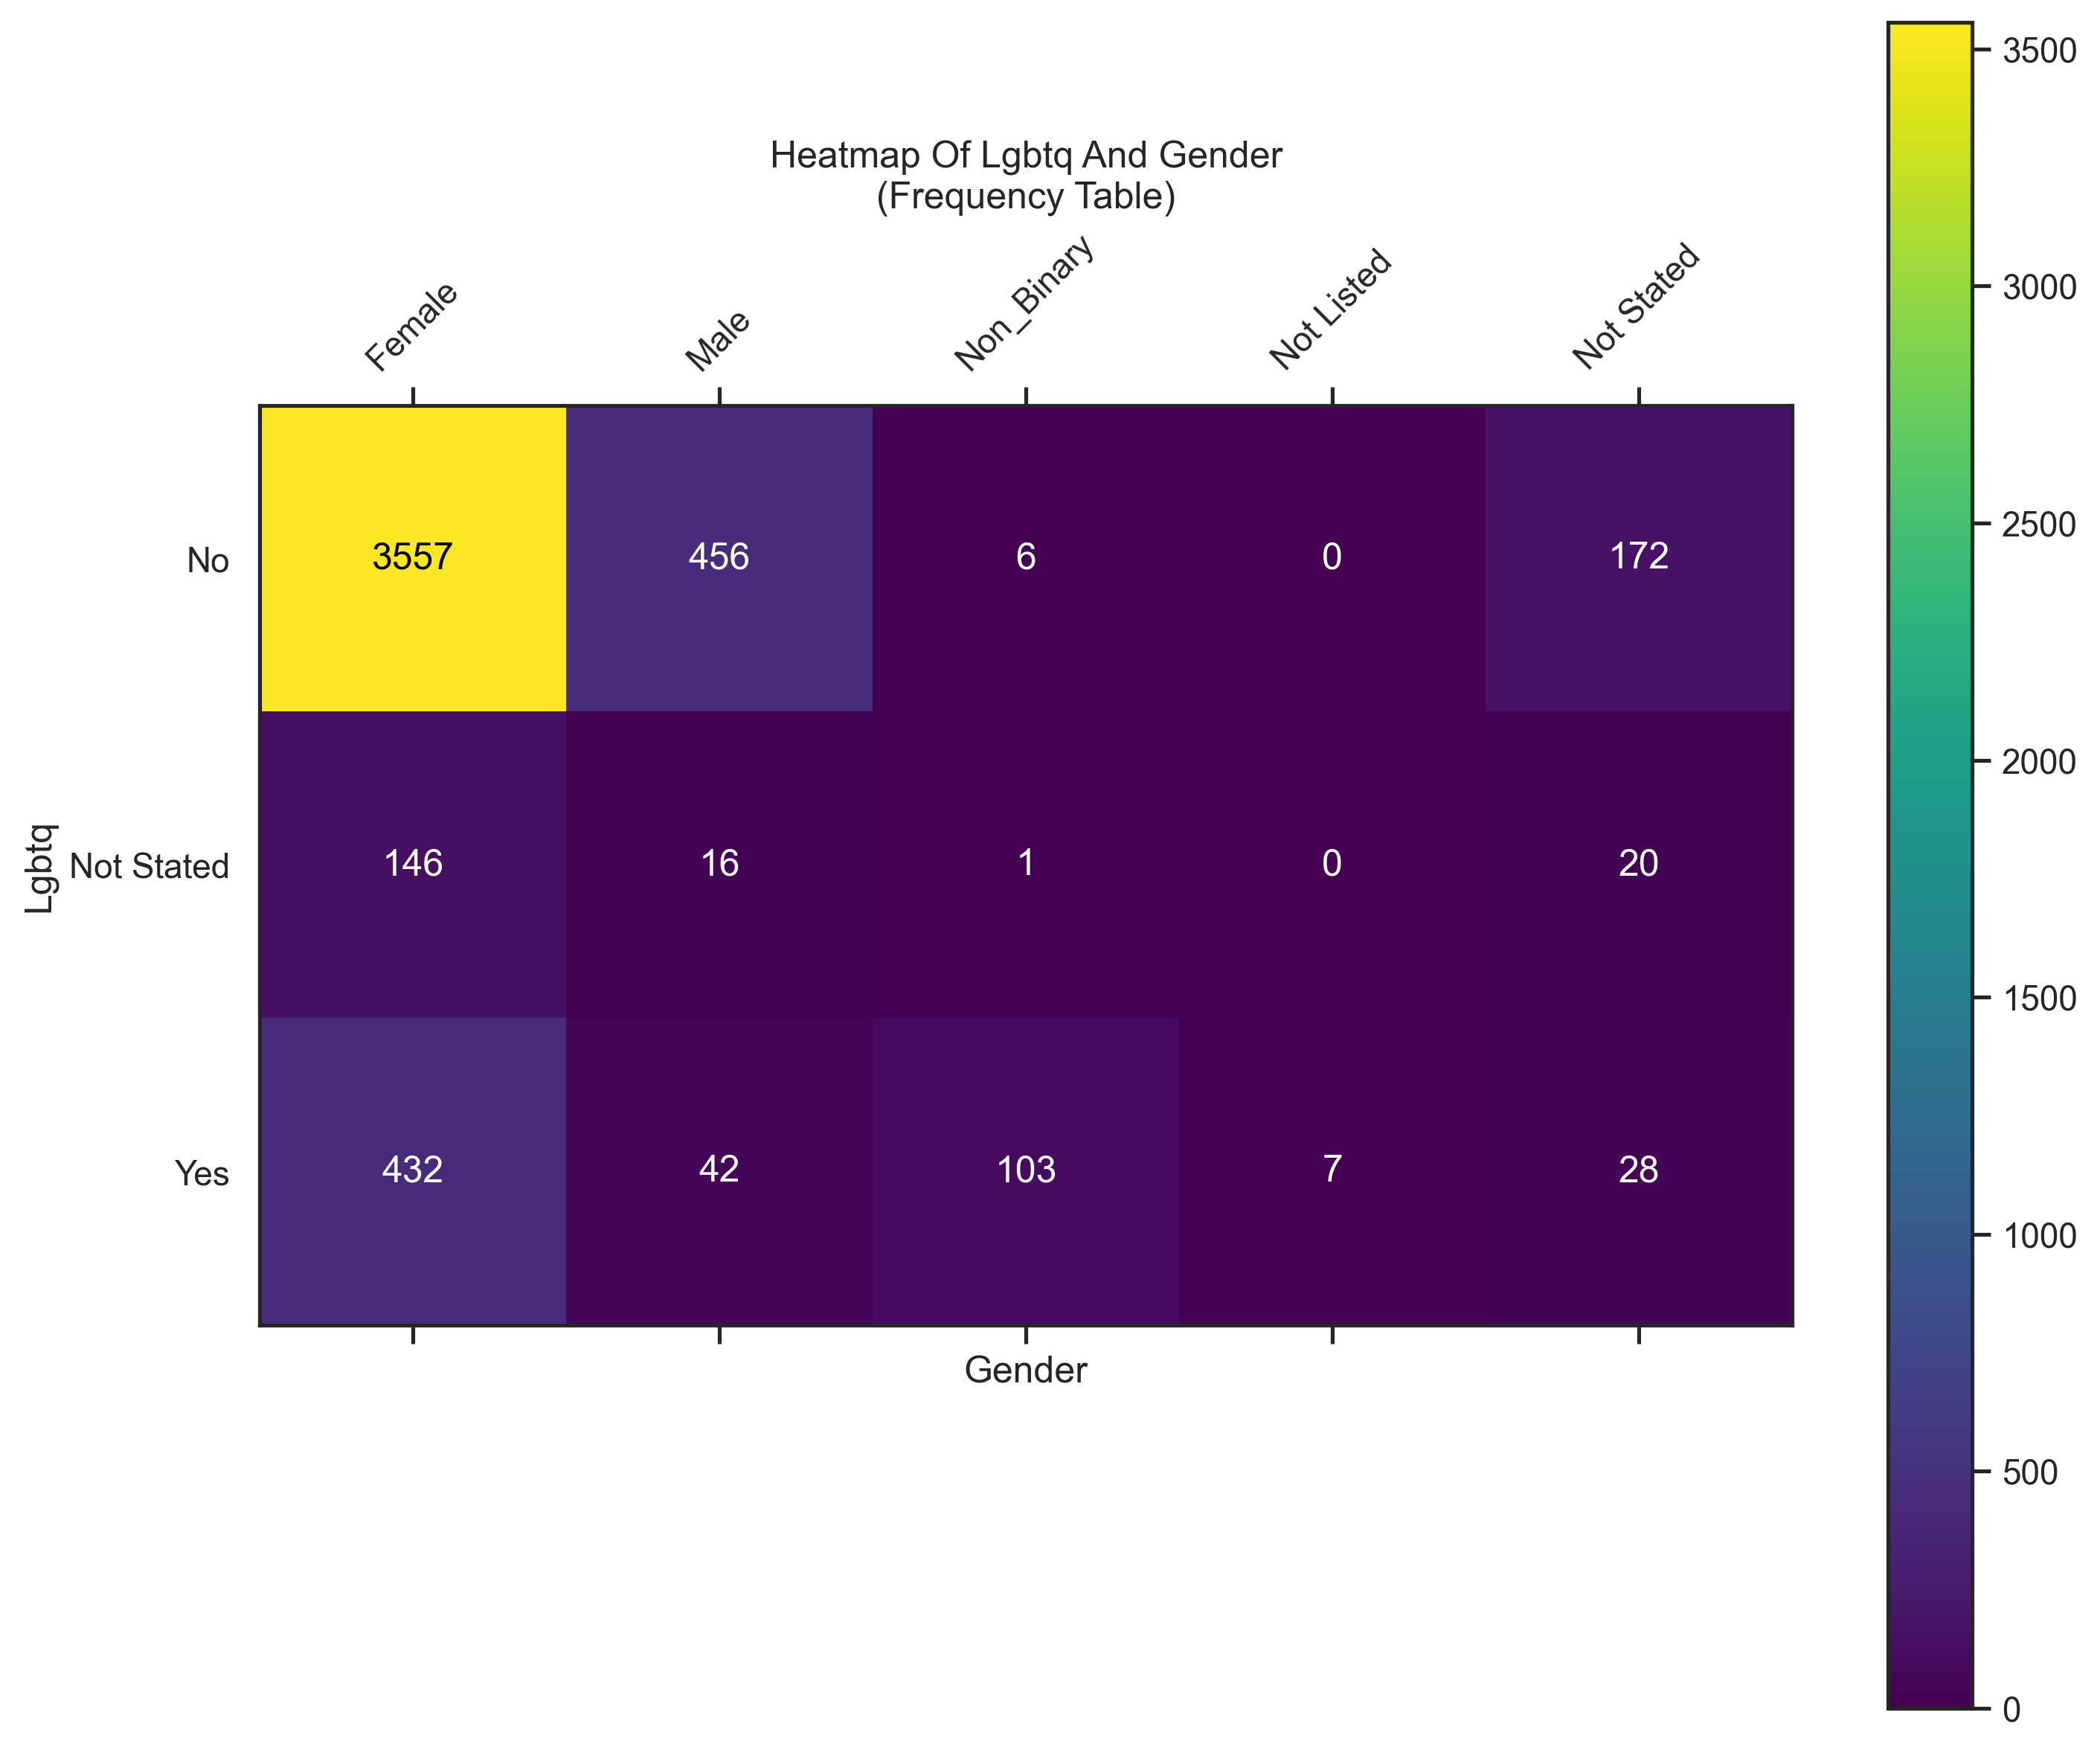 Heatmap Of Lgbtq And Gender
(Frequency Table)
Female
Male
Non_Binary
Not Listed
Not Stated
Lgbtq
No
3557
456
6
0
172
Not Stated
146
16
1
0
20
Yes
432
42
103
7
28
Gender
3500
3000
2500
2000
1500
1000
500
0